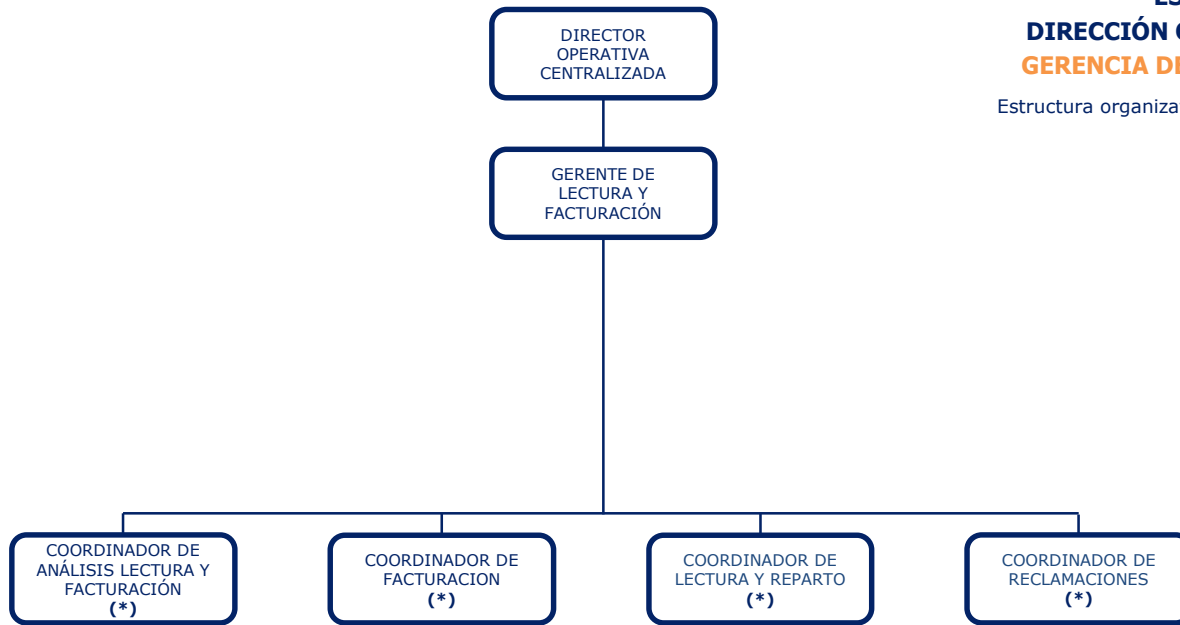 DIRECCIÓN
GERENCIA DE
Estructura
DIRECTOR
OPERATIVA
CENTRALIZADA
GERENTE DE
LECTURA Y
FACTURACIÓN
COORDINADOR DE
ANÁLISIS LECTURA Y
FACTURACIÓN
(*)
COORDINADOR DE
FACTURACION
(*)
COORDINADOR DE
LECTURA Y REPARTO
(*)
COORDINADOR DE
RECLAMACIONES
(*)